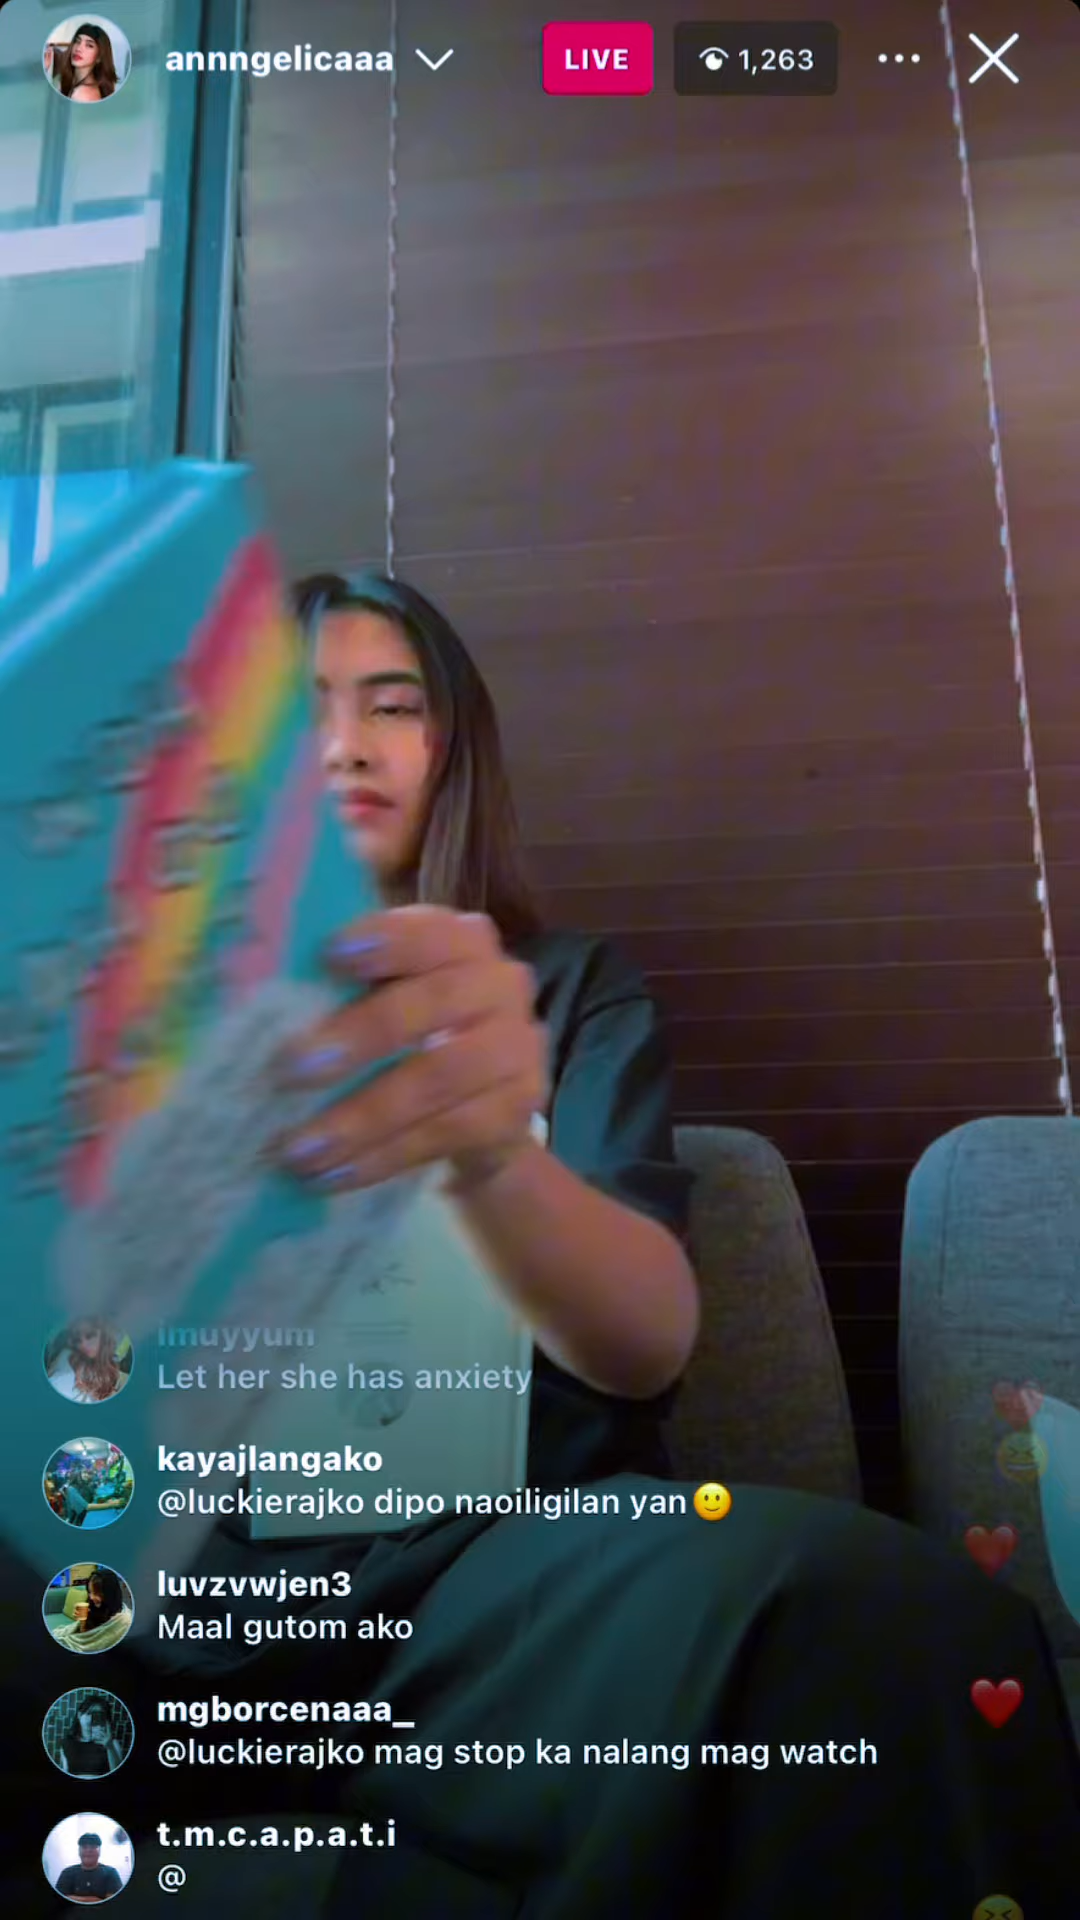 annngelicaaa
LIVE
1,263
imuyyum
Let her she has anxiety
kayajlangako
@luckierajko dipo naoiligilan yan🙂
luvzvwjen3
Maal gutom ako
mgborcenaaa_
@luckierajko mag stop ka nalang mag watch
t.m.c.a.p.a.t.i
@